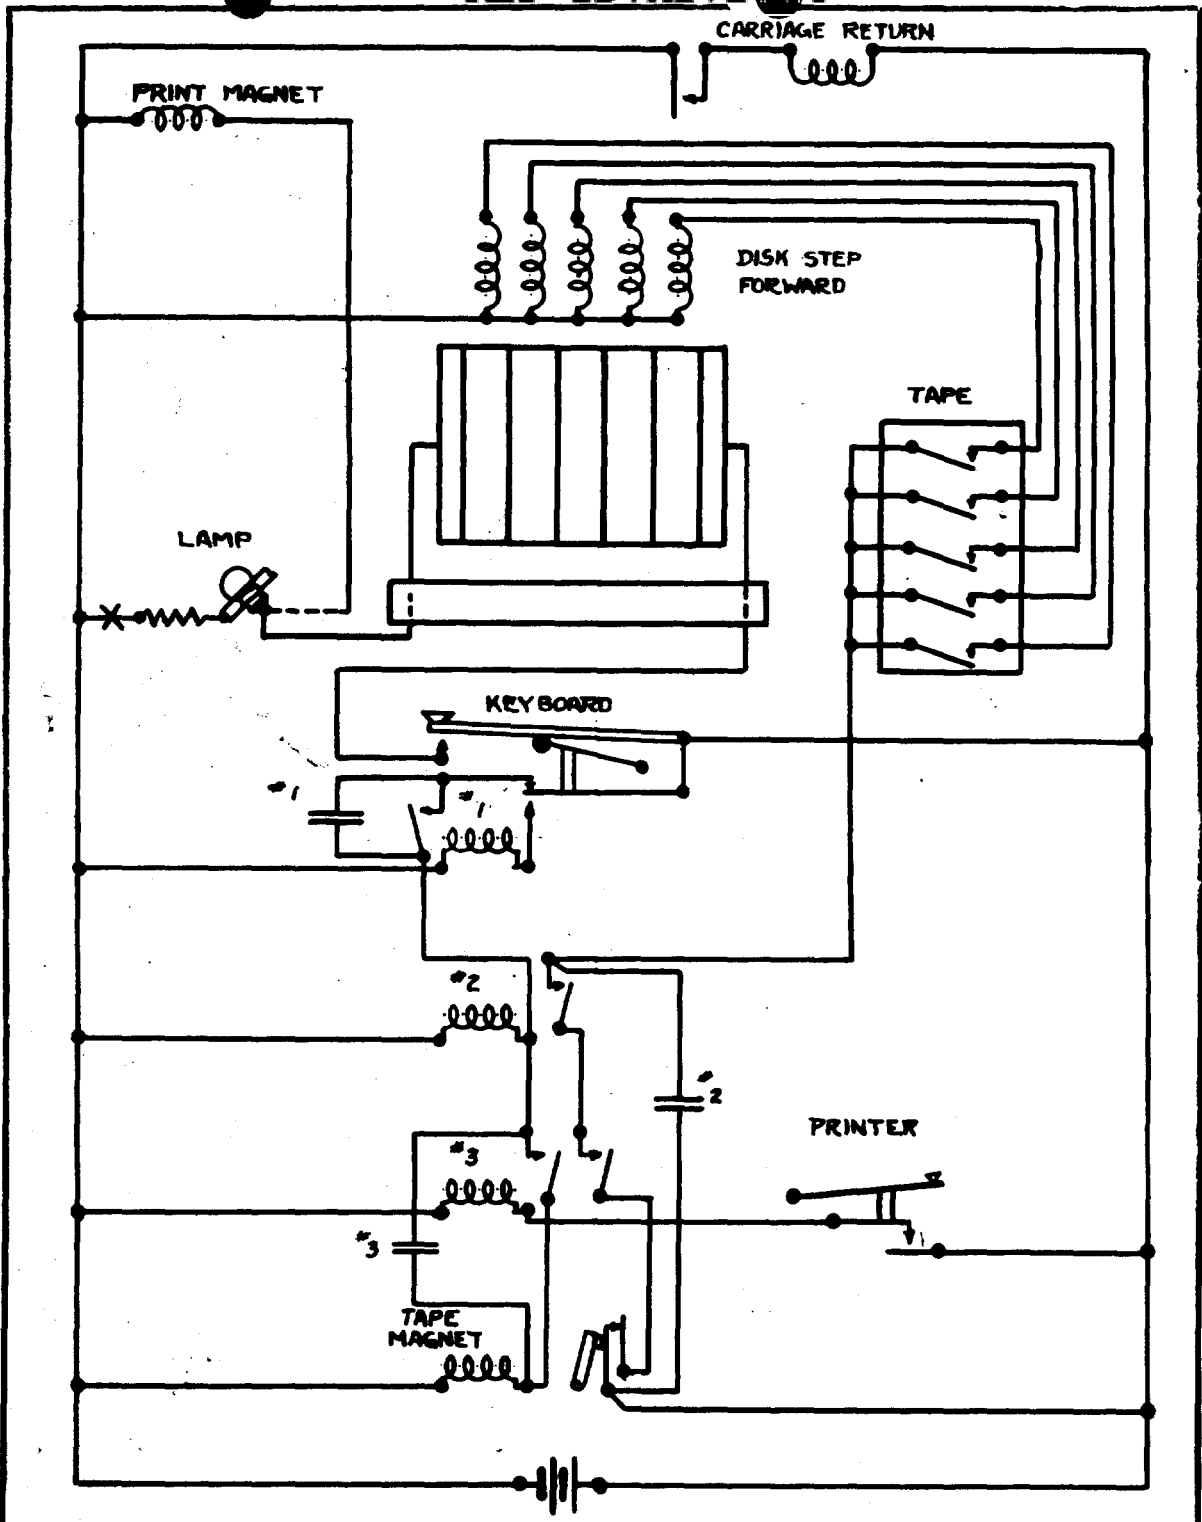 CARRIAGE RETURN
PRINT MAGNET
DISK STEP
FORWARD
TAPE
LAMP
KEYBOARD
#1
#1
#2
#2
PRINTER
#3
#3
TAPE
MAGNET